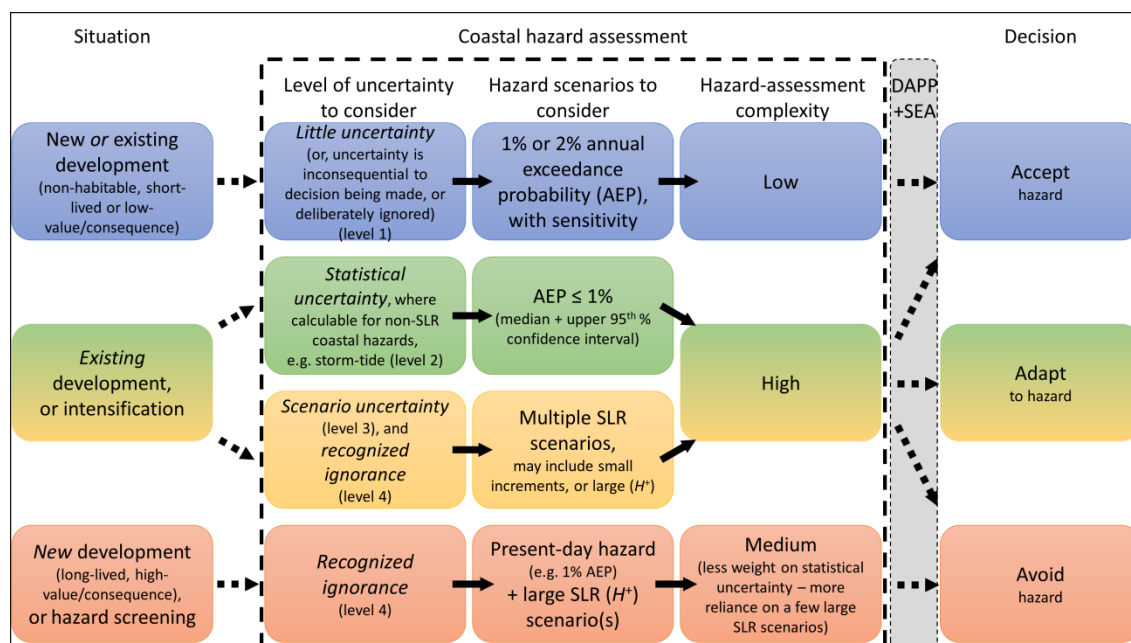 Situation
Coastal hazard assessment
Decision
Level of uncertainty
to consider
Hazard scenarios to
consider
Hazard-assessment
complexity
DAPP
+SEA
New or existing
development
(non-habitable, short-
lived or low-
value/consequence)
Little uncertainty
(or, uncertainty is
inconsequential to
decision being made, or
deliberately ignored)
(level 1)
1% or 2% annual
exceedance
probability (AEP),
with sensitivity
Low
Accept
hazard
Existing
development,
or intensification
Statistical
uncertainty, where
calculable for non-SLR
coastal hazards,
e.g. storm-tide (level 2)
AEP ≤ 1%
(median + upper 95th %
confidence interval)
Scenario uncertainty
(level 3), and
recognized
ignorance
(level 4)
Multiple SLR
scenarios,
may include small
increments, or large (H+)
High
Adapt
to hazard
New development
(long-lived, high-
value/consequence),
or hazard screening
Recognized
ignorance
(level 4)
Present-day hazard
(e.g. 1% AEP)
+ large SLR (H+)
scenario(s)
Medium
(less weight on statistical
uncertainty – more
reliance on a few large
SLR scenarios)
Avoid
hazard